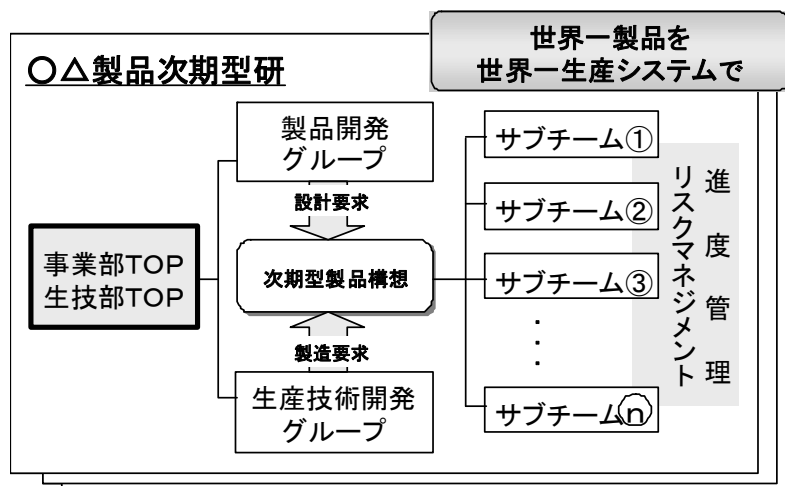 世界一製品を
世界一生産システムで
○△製品次期型研
製品開発
グループ
設計要求
事業部TOP
生技部TOP
次期型製品構想
製造要求
生産技術開発
グループ
サブチーム①
サブチーム②
サブチーム③
・
・
・
サブチームⓝ
リスクマネジメント
進度管理